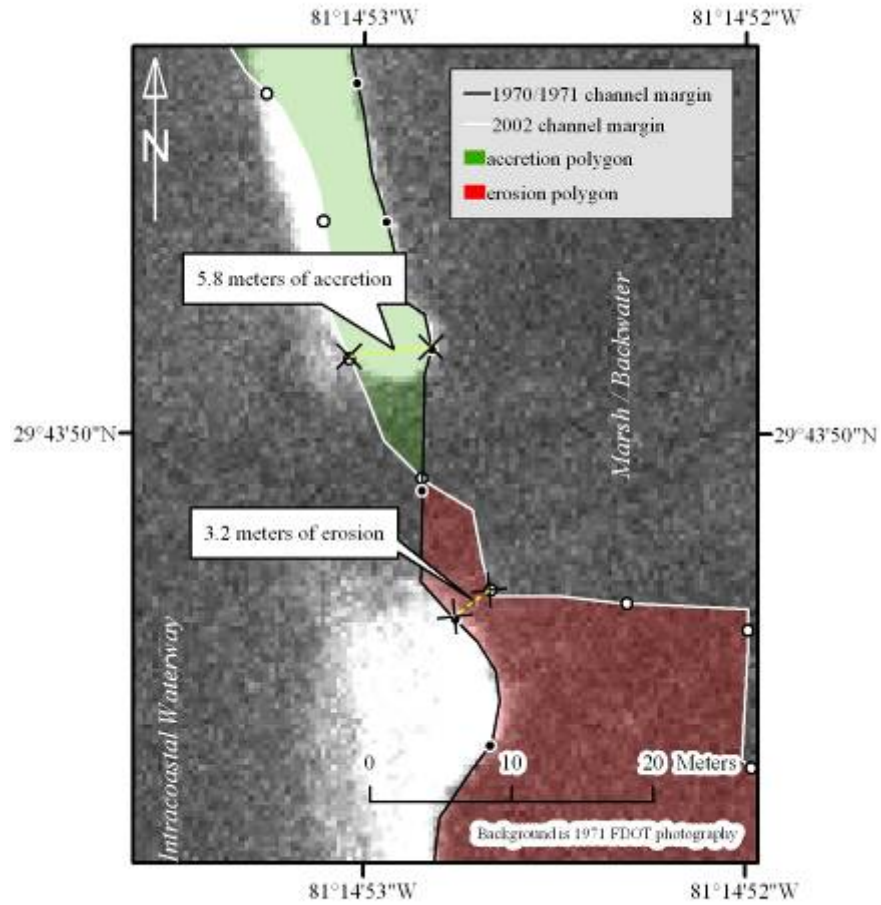 81°14'53"W
81°14'52"W
N
1970/1971 channel margin
2002 channel margin
accretion polygon
erosion polygon
5.8 meters of accretion
Marsh / Backwater
29°43'50"N
29°43'50"N
3.2 meters of erosion
Intracoastal Waterway
0
10
20 Meters
Background is 1971 FDOT photography
81°14'53"W
81°14'52"W